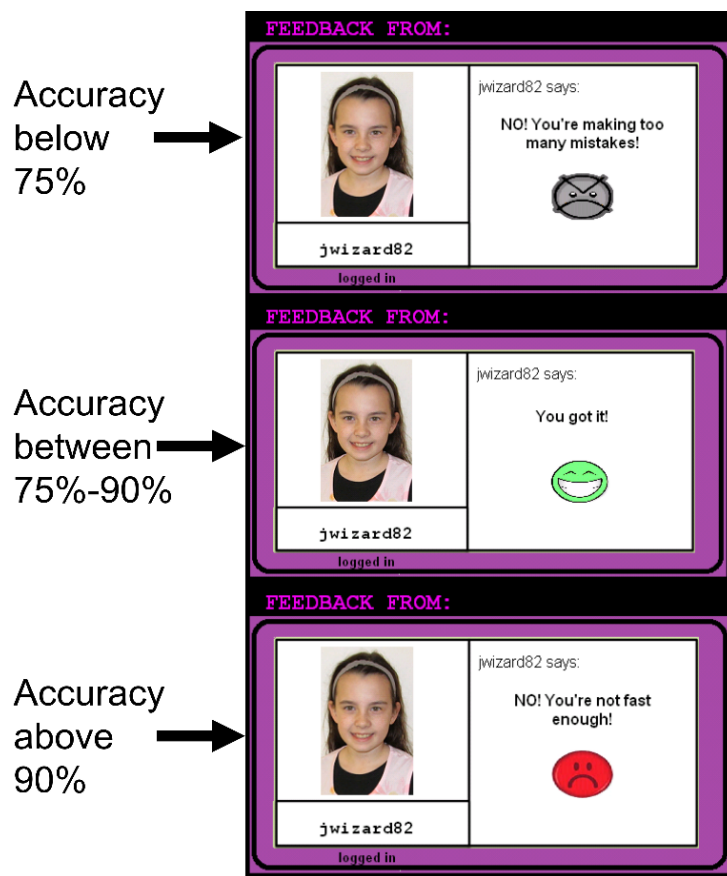 FEEDBACK FROM:
Accuracy
below
75%
jwizard82 says:
NO! You're making too
many mistakes!
jwizard82
logged in
FEEDBACK FROM:
Accuracy
between
75%-90%
jwizard82 says:
You got it!
jwizard82
logged in
FEEDBACK FROM:
Accuracy
above
90%
jwizard82 says:
NO! You're not fast
enough!
jwizard82
logged in